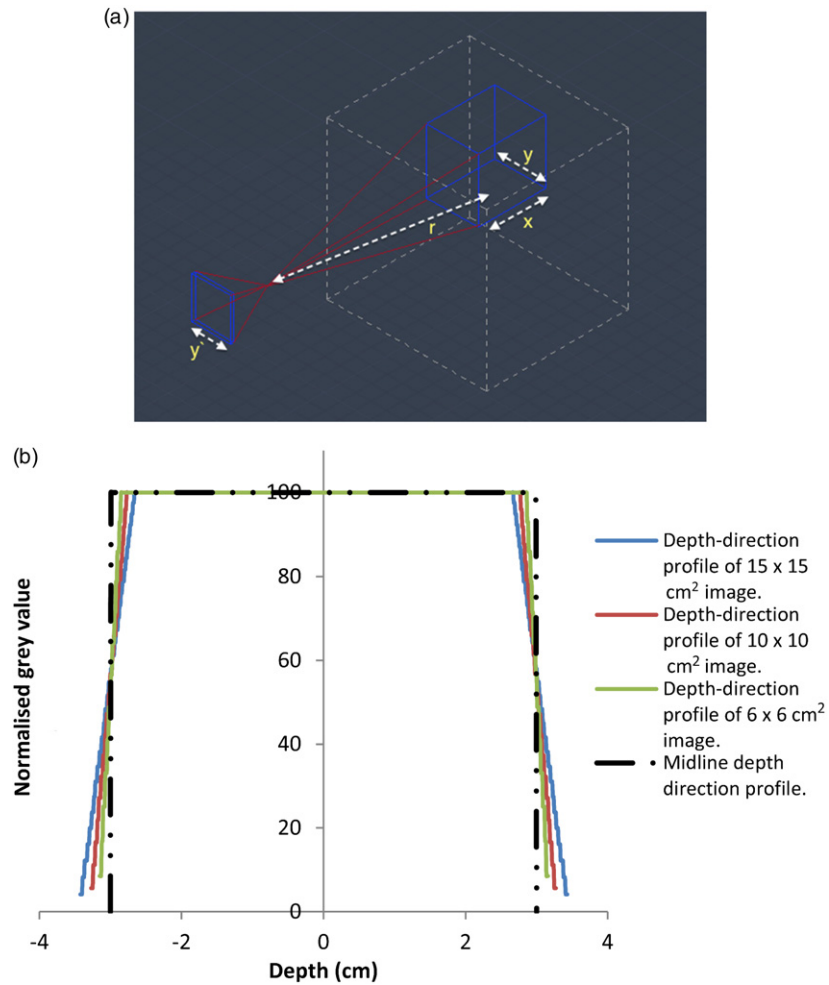 (a)
y
x
r
y`
(b)
Normalised grey value
100
80
60
40
20
0
-4
-2
0
2
4
Depth (cm)
Depth-direction
profile of 15 x 15
cm² image.
Depth-direction
profile of 10 x 10
cm² image.
Depth-direction
profile of 6 x 6 cm²
image.
Midline depth
direction profile.